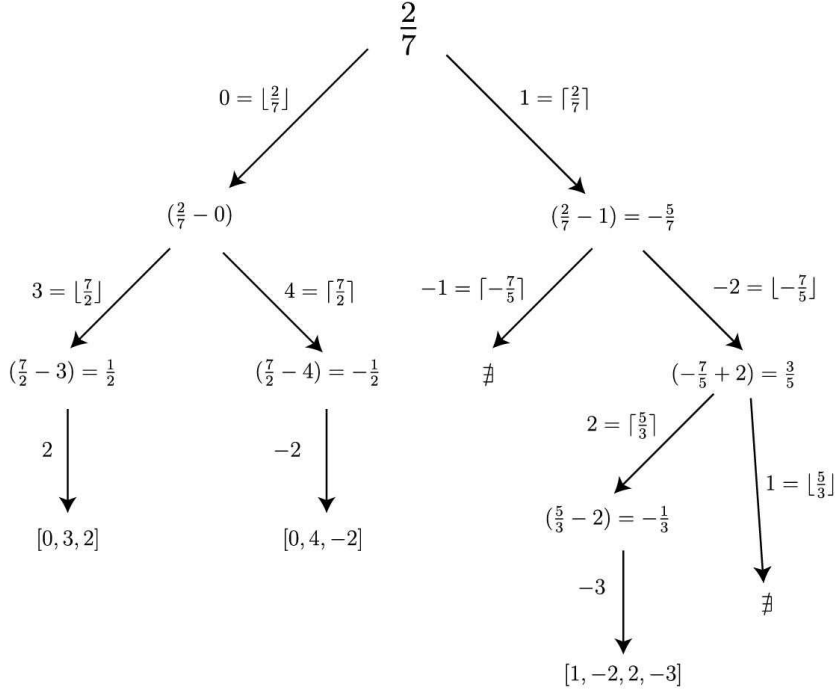 2/7
0 = ⌊2/7⌋
1 = ⌈2/7⌉
(2/7 − 0)
(2/7 − 1) = −5/7
3 = ⌊7/2⌋
4 = ⌈7/2⌉
−1 = ⌈−7/5⌉
−2 = ⌊−7/5⌋
(7/2 − 3) = 1/2
(7/2 − 4) = −1/2
∄
(−7/5 + 2) = 3/5
2
−2
2 = ⌈5/3⌉
1 = ⌊5/3⌋
[0, 3, 2]
[0, 4, −2]
(5/3 − 2) = −1/3
−3
∄
[1, −2, 2, −3]